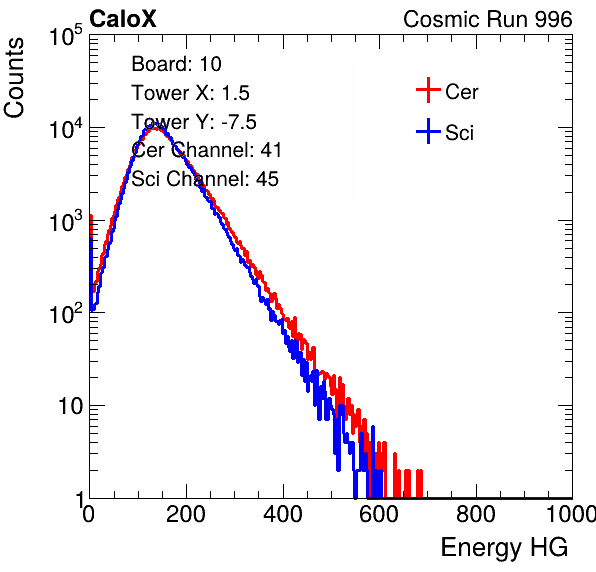 CaloX Cosmic Run 996
Counts
10^5
10^4
10^3
10^2
10
1
Board: 10
Tower X: 1.5
Tower Y: -7.5
Cer Channel: 41
Sci Channel: 45
Cer
Sci
0 200 400 600 800 1000
Energy HG